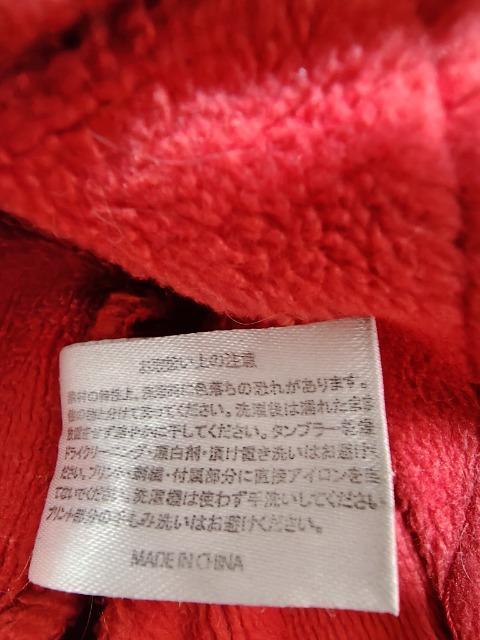 お取扱い上の注意
素材の特性上、洗濯時に色落ちの恐れがあります。
他の物と分けて洗ってください。洗濯後は濡れたまま
放置せず速やかに干してください。タンブラー乾燥
ドライクリーニング・漂白剤・漬け置き洗いはお避け
ださい。プリント・刺繍・付属部分に直接アイロンを当
てないでください。洗濯機は使わず手洗いしてください
プリント部分の手もみ洗いはお避けください。
MADE IN CHINA